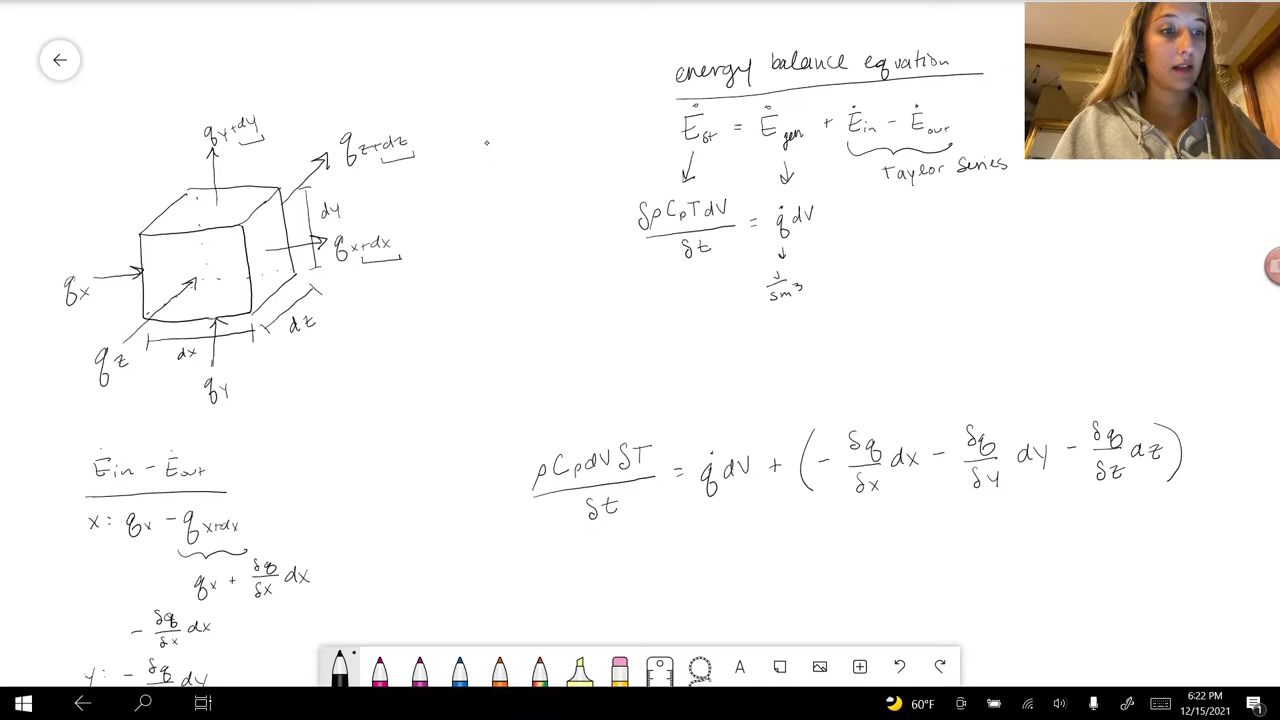 energy balance equation
Ė_st = Ė_gen + Ė_in − Ė_out
Taylor Series
δρC_pTdV / δt = q̇dV
J / sm³
q_y+dy
q_z+dz
dy
q_x+dx
q_x
dz
dx
q_z
q_y
ρC_pdVδT / δt = q̇dV + (− δq/δx dx − δq/δy dy − δq/δz dz)
Ė_in − Ė_out
x: q_x − q_x+dx
q_x + δq/δx dx
− δq/δx dx
y: − δq dy
A
60°F
6:22 PM
12/15/2021
1